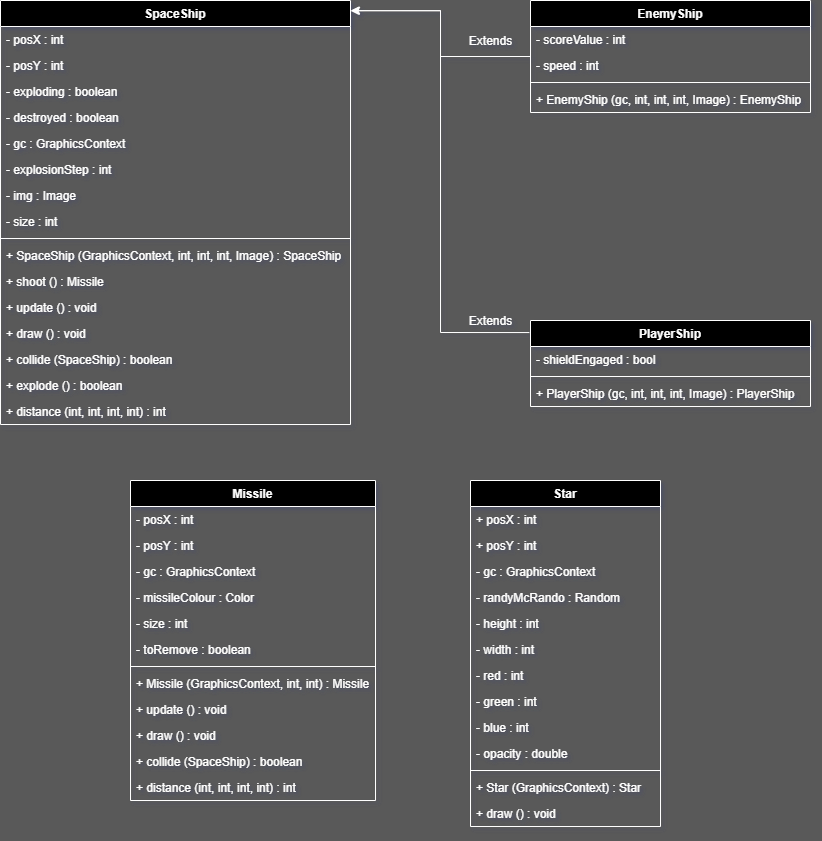 SpaceShip
- posX : int
- posY : int
- exploding : boolean
- destroyed : boolean
- gc : GraphicsContext
- explosionStep : int
- img : Image
- size : int
+ SpaceShip (GraphicsContext, int, int, int, Image) : SpaceShip
+ shoot () : Missile
+ update () : void
+ draw () : void
+ collide (SpaceShip) : boolean
+ explode () : boolean
+ distance (int, int, int, int) : int
Extends
EnemyShip
- scoreValue : int
- speed : int
+ EnemyShip (gc, int, int, int, Image) : EnemyShip
Extends
PlayerShip
- shieldEngaged : bool
+ PlayerShip (gc, int, int, int, Image) : PlayerShip
Missile
- posX : int
- posY : int
- gc : GraphicsContext
- missileColour : Color
- size : int
- toRemove : boolean
+ Missile (GraphicsContext, int, int) : Missile
+ update () : void
+ draw () : void
+ collide (SpaceShip) : boolean
+ distance (int, int, int, int) : int
Star
+ posX : int
+ posY : int
- gc : GraphicsContext
- randyMcRando : Random
- height : int
- width : int
- red : int
- green : int
- blue : int
- opacity : double
+ Star (GraphicsContext) : Star
+ draw () : void